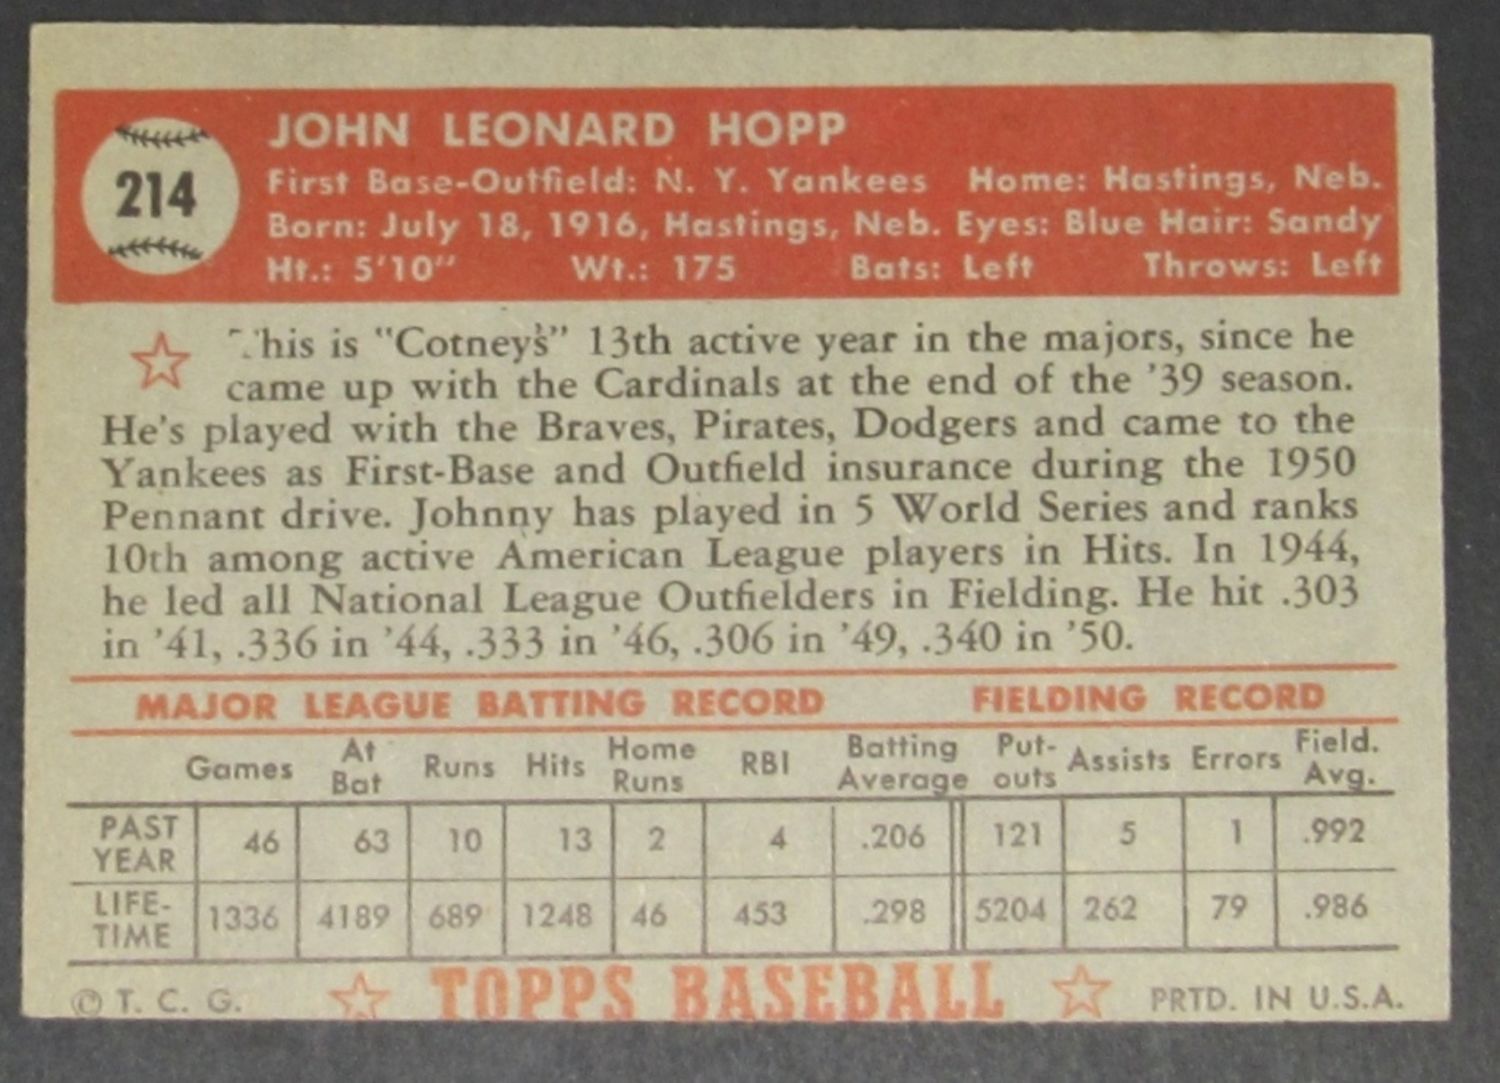 214
JOHN LEONARD HOPP
First Base-Outfield: N. Y. Yankees Home: Hastings, Neb.
Born: July 18, 1916, Hastings, Neb. Eyes: Blue Hair: Sandy
Ht.: 5'10" Wt.: 175 Bats: Left Throws: Left
This is "Cotney's" 13th active year in the majors, since he
came up with the Cardinals at the end of the '39 season.
He's played with the Braves, Pirates, Dodgers and came to the
Yankees as First-Base and Outfield insurance during the 1950
Pennant drive. Johnny has played in 5 World Series and ranks
10th among active American League players in Hits. In 1944,
he led all National League Outfielders in Fielding. He hit .303
in '41, .336 in '44, .333 in '46, .306 in '49, .340 in '50.
MAJOR LEAGUE BATTING RECORD FIELDING RECORD
Games At Bat Runs Hits Home Runs RBI Batting Average Put-outs Assists Errors Field. Avg.
PAST YEAR 46 63 10 13 2 4 .206 121 5 1 .992
LIFE-TIME 1336 4189 689 1248 46 453 .298 5204 262 79 .986
© T. C. G. TOPPS BASEBALL PRTD. IN U.S.A.